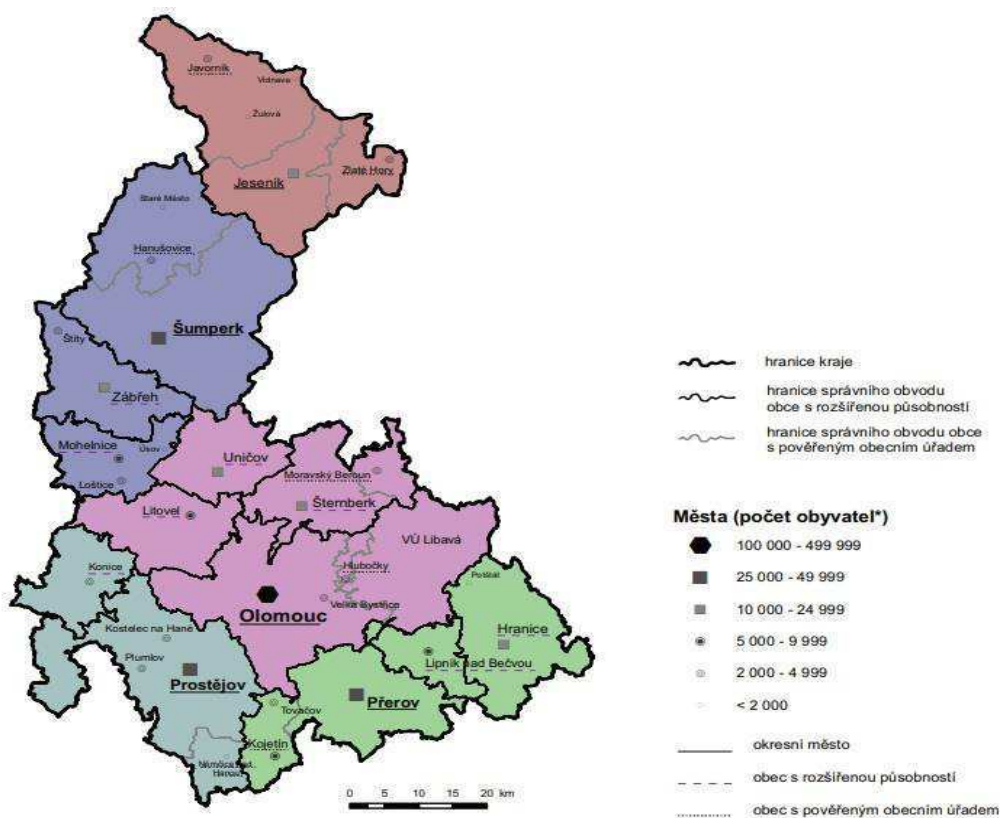 Javorník
Vidnava
Žulová
Zlaté Hory
Jeseník
Staré Město
Hanušovice
Šumperk
Štíty
Zábřeh
Mohelnice
Úsov
Loštice
Uničov
Moravský Beroun
Šternberk
Litovel
VÚ Libavá
Hlubočky
Konice
Potštát
Velká Bystřice
Olomouc
Kostelec na Hané
Hranice
Plumlov
Lipník nad Bečvou
Prostějov
Přerov
Tovačov
Kojetín
Němčice nad
Hanou
0 5 10 15 20 km
hranice kraje
hranice správního obvodu
obce s rozšířenou působností
hranice správního obvodu obce
s pověřeným obecním úřadem
Města (počet obyvatel*)
100 000 - 499 999
25 000 - 49 999
10 000 - 24 999
5 000 - 9 999
2 000 - 4 999
< 2 000
okresní město
obec s rozšířenou působností
obec s pověřeným obecním úřadem